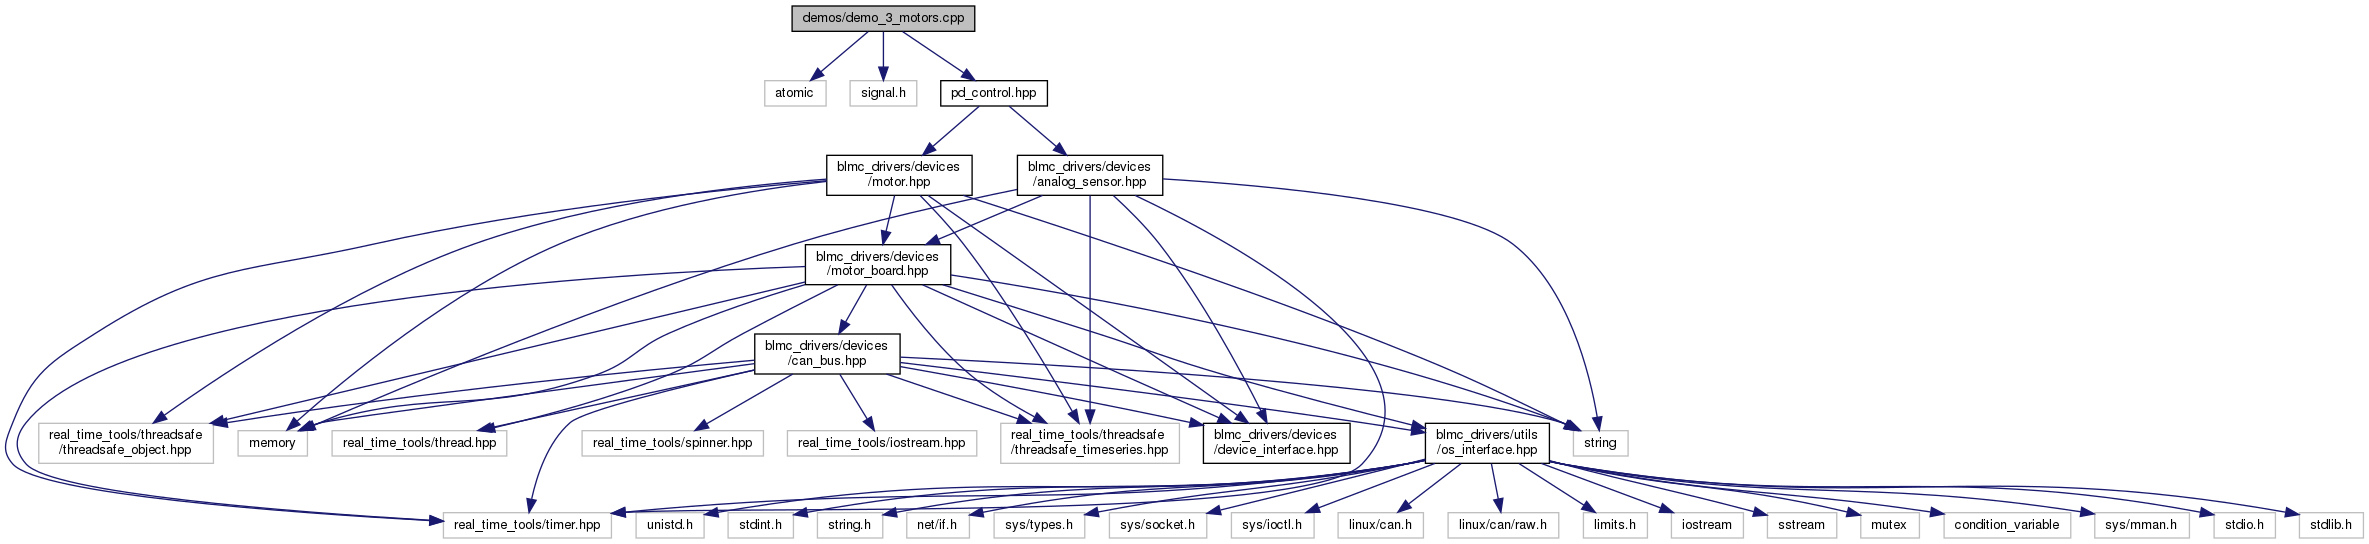 demos/demo_3_motors.cpp
atomic
signal.h
pd_control.hpp
blmc_drivers/devices
/motor.hpp
blmc_drivers/devices
/analog_sensor.hpp
blmc_drivers/devices
/motor_board.hpp
blmc_drivers/devices
/can_bus.hpp
real_time_tools/threadsafe
/threadsafe_object.hpp
memory
real_time_tools/thread.hpp
real_time_tools/spinner.hpp
real_time_tools/iostream.hpp
real_time_tools/threadsafe
/threadsafe_timeseries.hpp
blmc_drivers/devices
/device_interface.hpp
blmc_drivers/utils
/os_interface.hpp
string
real_time_tools/timer.hpp
unistd.h
stdint.h
string.h
net/if.h
sys/types.h
sys/socket.h
sys/ioctl.h
linux/can.h
linux/can/raw.h
limits.h
iostream
sstream
mutex
condition_variable
sys/mman.h
stdio.h
stdlib.h